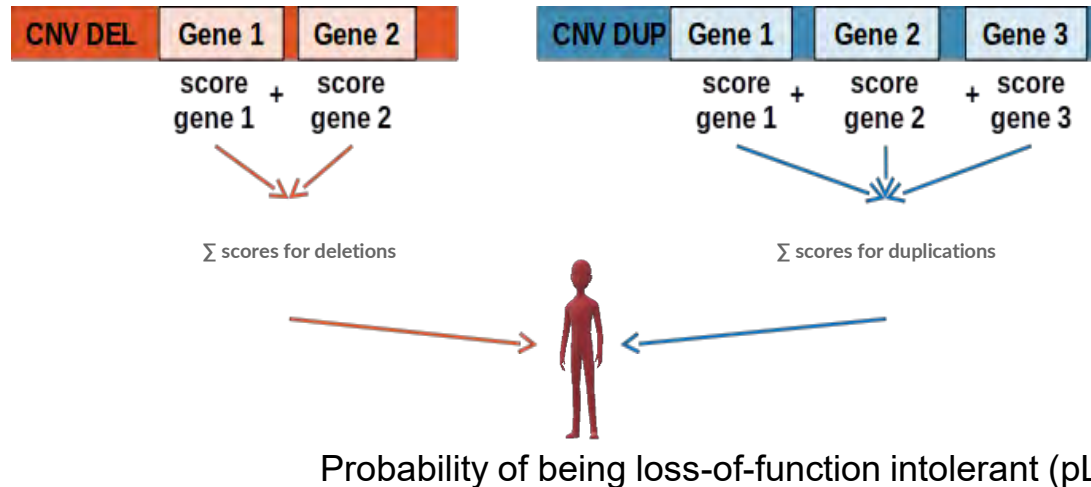 CNV DEL Gene 1 Gene 2
CNV DUP Gene 1 Gene 2 Gene 3
score + score
gene 1 gene 2
score + score + score
gene 1 gene 2 gene 3
∑ scores for deletions
∑ scores for duplications
Probability of being loss-of-function intolerant (pL